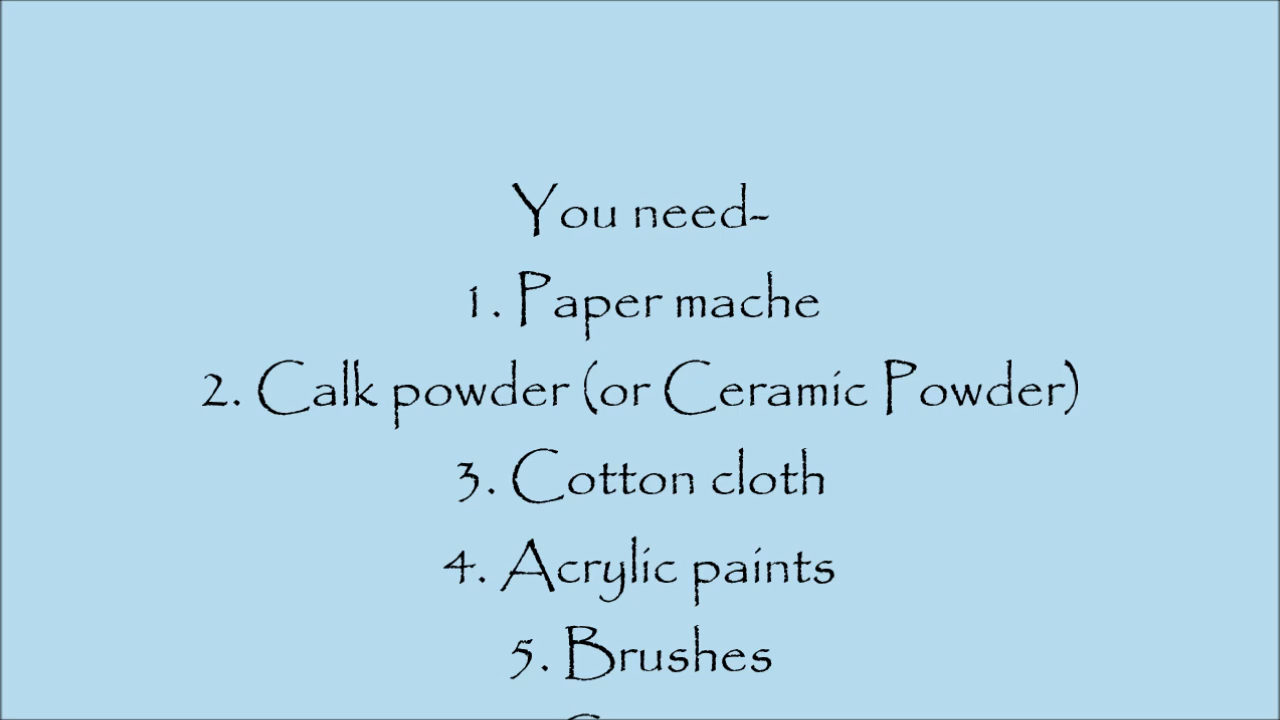 You need-
1. Paper mache
2. Calk powder (or Ceramic Powder)
3. Cotton cloth
4. Acrylic paints
5. Brushes